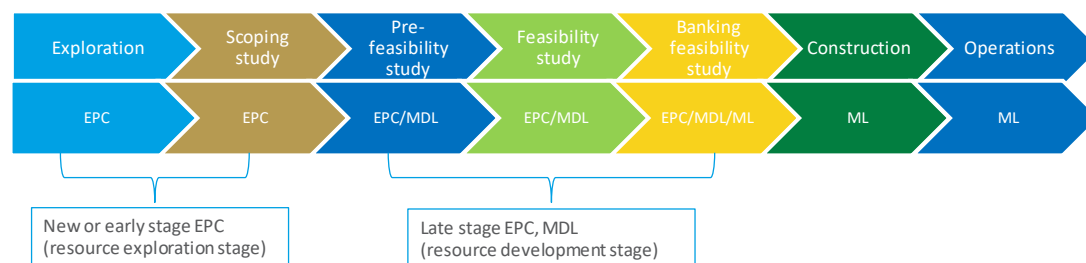 Exploration
Scoping
study
Pre-
feasibility
study
Feasibility
study
Banking
feasibility
study
Construction
Operations
EPC
EPC
EPC/MDL
EPC/MDL
EPC/MDL/ML
ML
ML
New or early stage EPC
(resource exploration stage)
Late stage EPC, MDL
(resource development stage)